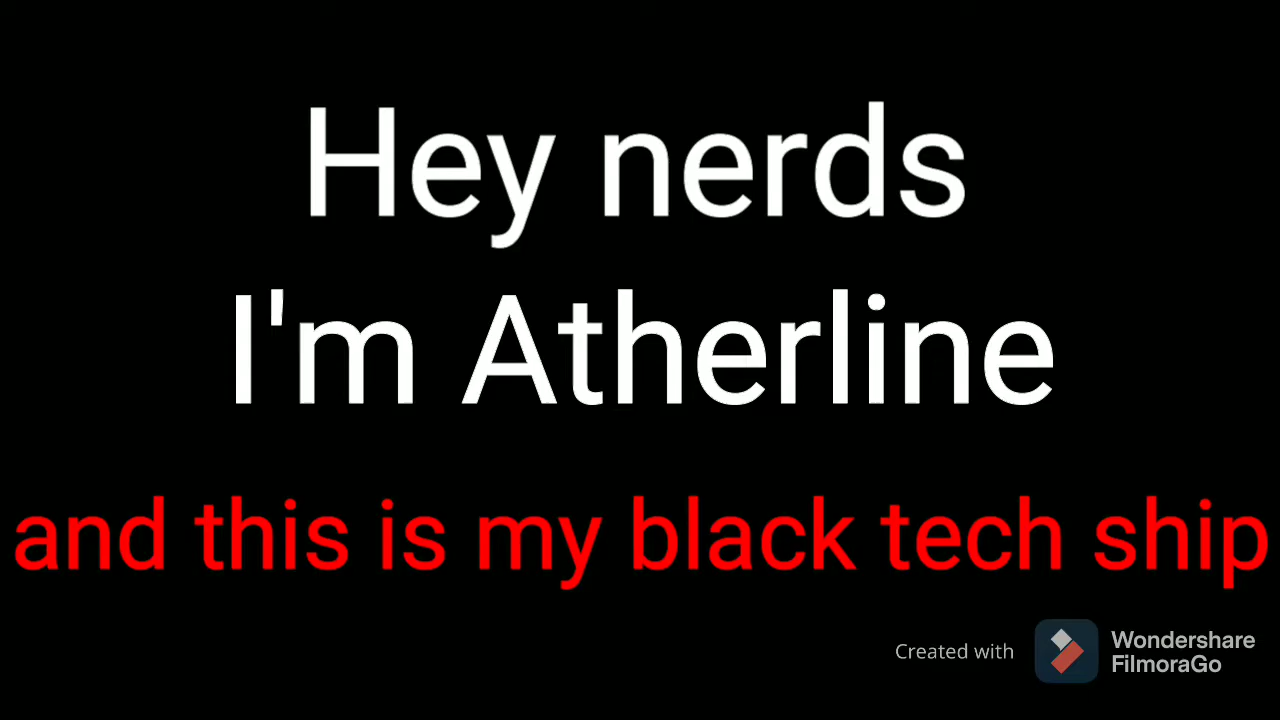 Hey nerds
I'm Atherline
and this is my black tech ship
Created with
Wondershare
FilmoraGo